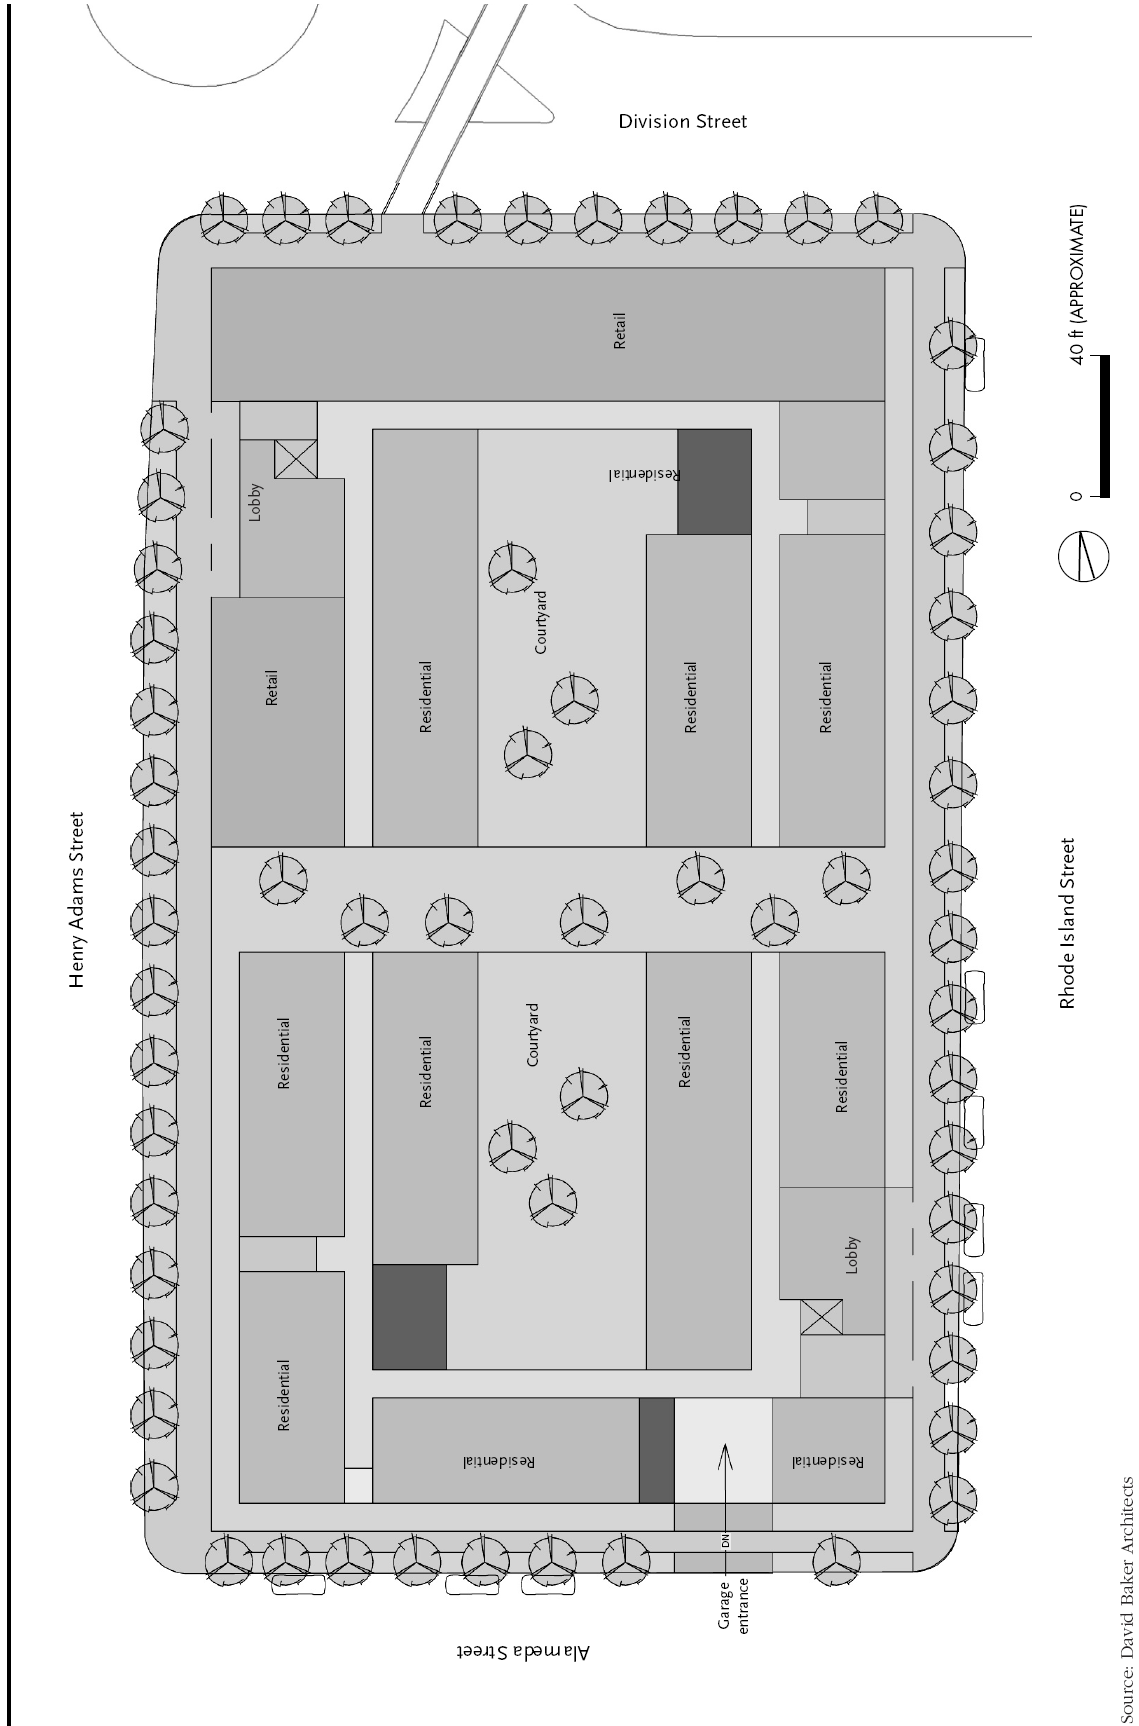 Division Street
40 ft (APPROXIMATE)
0
Retail
Lobby
Residential
Courtyard
Retail
Residential
Residential
Residential
Henry Adams Street
Rhode Island Street
Residential
Residential
Courtyard
Residential
Residential
Lobby
Residential
Residential
Residential
DN
Garage
entrance
Alameda Street
Source: David Baker Architects